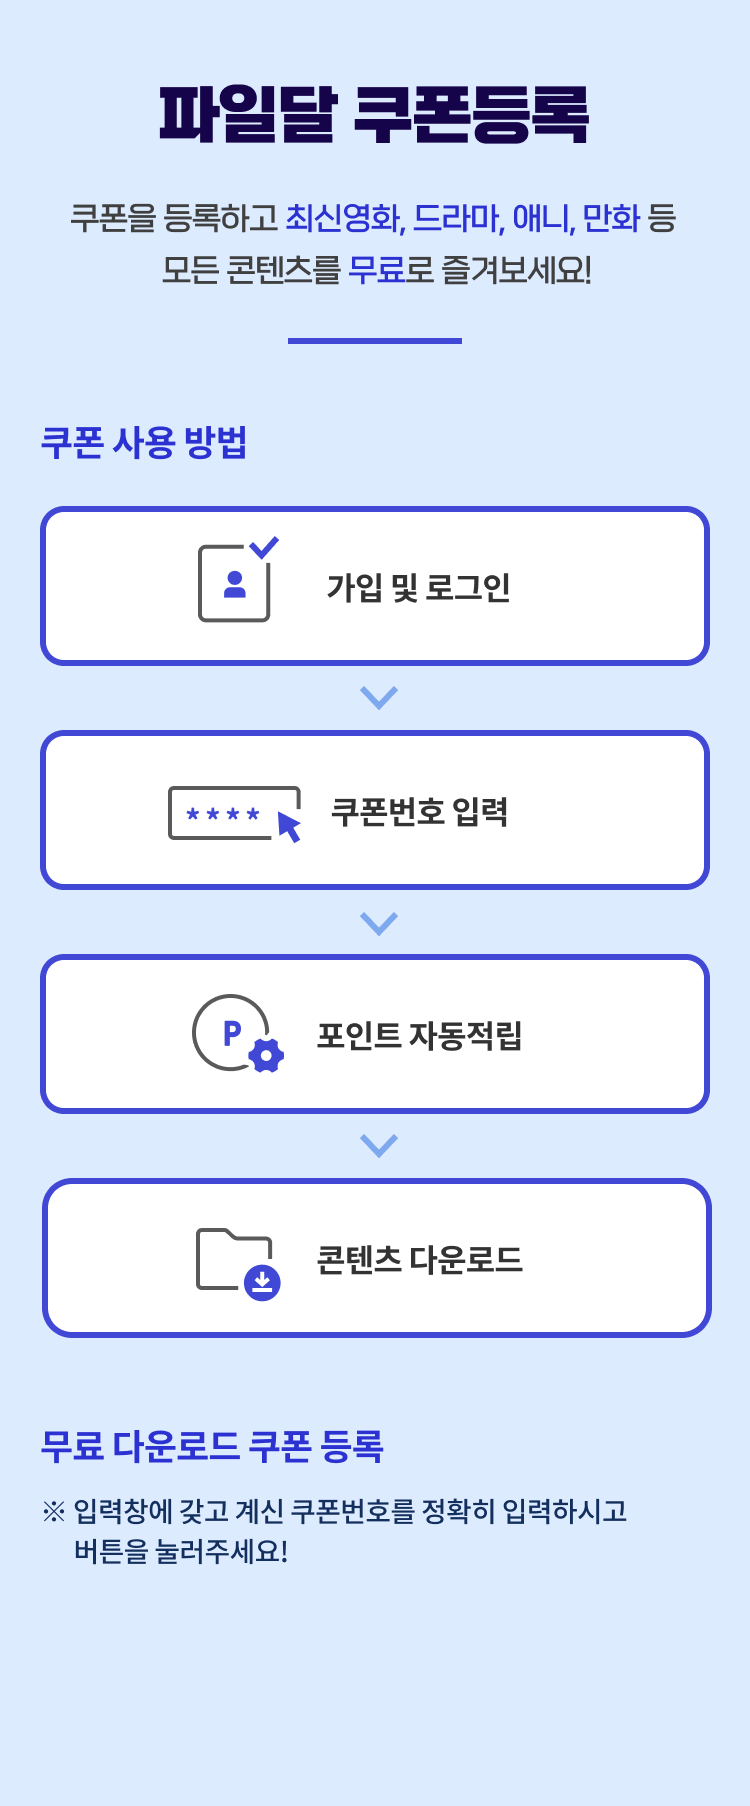 파일달 쿠폰등록
쿠폰을 등록하고 최신영화, 드라마, 애니, 만화 등
모든 콘텐츠를 무료로 즐겨보세요!
쿠폰 사용 방법
가입 및 로그인
****
쿠폰번호 입력
P
포인트 자동적립
콘텐츠 다운로드
무료 다운로드 쿠폰 등록
※ 입력창에 갖고 계신 쿠폰번호를 정확히 입력하시고
버튼을 눌러주세요!